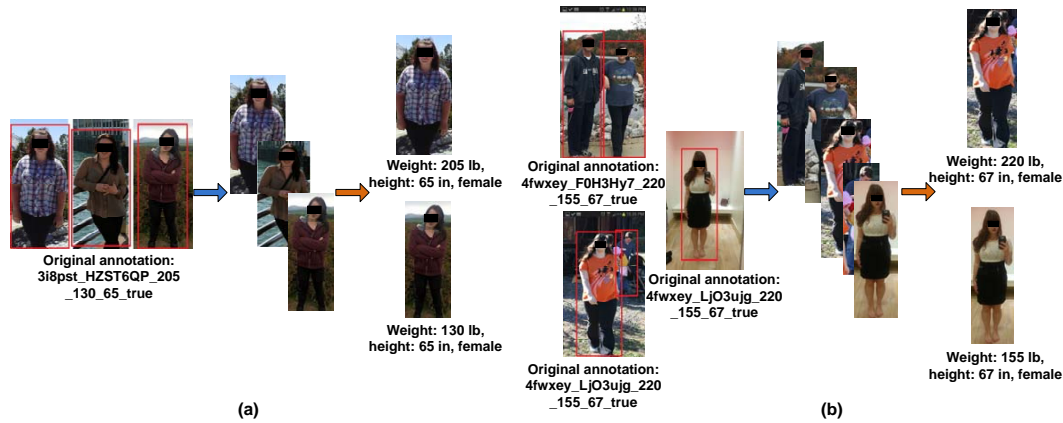 Original annotation:
3i8pst_HZST6QP_205
_130_65_true
Weight: 205 lb,
height: 65 in, female
Weight: 130 lb,
height: 65 in, female
(a)
Original annotation:
4fwxey_F0H3Hy7_220
_155_67_true
Original annotation:
4fwxey_LjO3ujg_220
_155_67_true
Original annotation:
4fwxey_LjO3ujg_220
_155_67_true
Weight: 220 lb,
height: 67 in, female
Weight: 155 lb,
height: 67 in, female
(b)